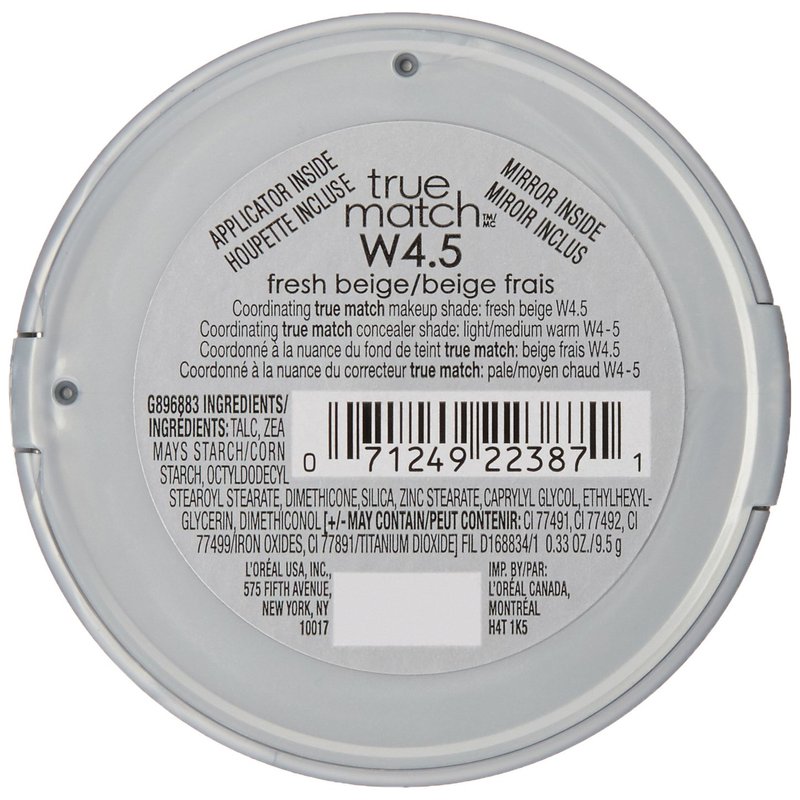 APPLICATOR INSIDE
HOUPETTE INCLUSE
true
match TM/MC
MIRROR INSIDE
MIROIR INCLUS
W4.5
fresh beige/beige frais
Coordinating true match makeup shade: fresh beige W4.5
Coordinating true match concealer shade: light/medium warm W4-5
Coordonné à la nuance du fond de teint true match: beige frais W4.5
Coordonné à la nuance du correcteur true match: pale/moyen chaud W4-5
G896883 INGREDIENTS/
INGRÉDIENTS: TALC, ZEA
MAYS STARCH/CORN
STARCH, OCTYLDODECYL
0 71249 22387 1
STEAROYL STEARATE, DIMETHICONE, SILICA, ZINC STEARATE, CAPRYLYL GLYCOL, ETHYLHEXYL-
GLYCERIN, DIMETHICONOL [+/- MAY CONTAIN/PEUT CONTENIR: CI 77491, CI 77492, CI
77499/IRON OXIDES, CI 77891/TITANIUM DIOXIDE] FIL D168834/1 0.33 OZ./9.5 g
L'ORÉAL USA, INC.,
575 FIFTH AVENUE,
NEW YORK, NY
10017
IMP. BY/PAR:
L'ORÉAL CANADA,
MONTRÉAL
H4T 1K5